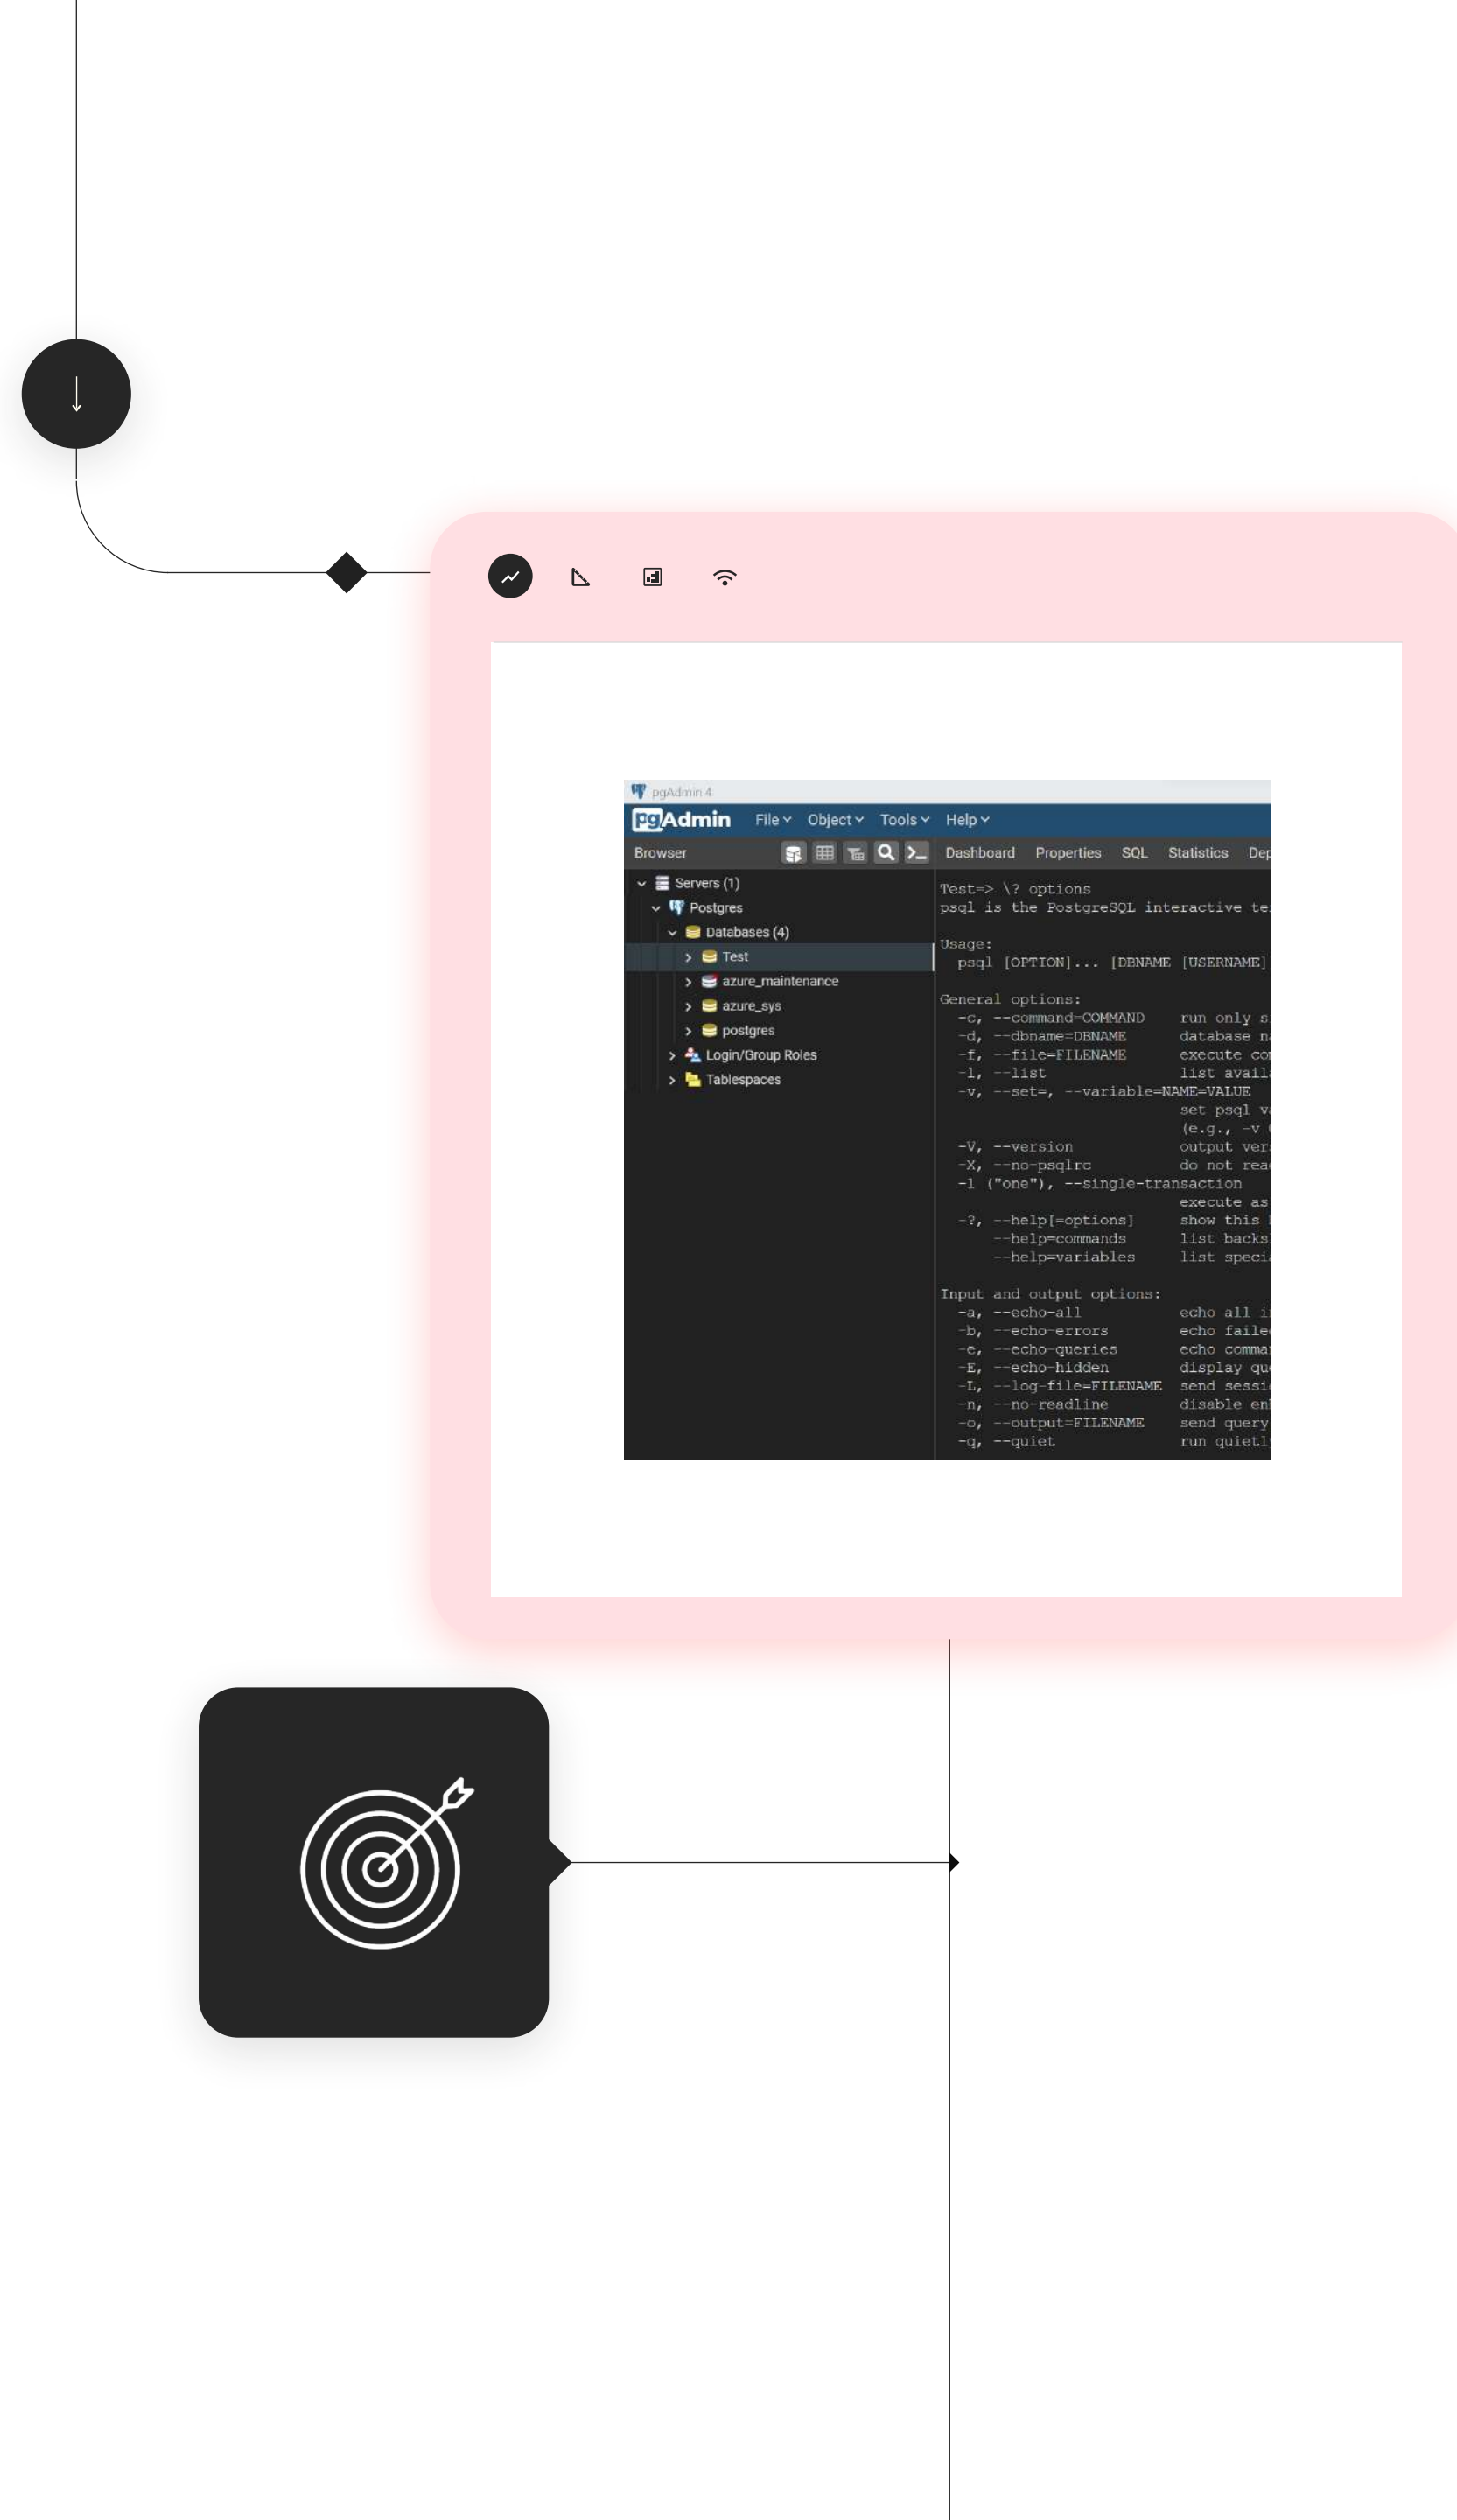 pgAdmin 4
pgAdmin File Object Tools Help
Browser
Dashboard Properties SQL Statistics
Servers (1)
Postgres
Databases (4)
Test
azure_maintenance
azure_sys
postgres
Login/Group Roles
Tablespaces
Test=> \? options
psql is the PostgreSQL interactive
Usage:
psql [OPTION]... [DBNAME [USERNAME]
General options:
-c, --command=COMMAND run only
-d, --dbname=DBNAME database
-f, --file=FILENAME execute
-l, --list list
-v, --set=, --variable=NAME=VALUE
set psql
(e.g., -v
-V, --version output
-X, --no-psqlrc do not
-1 ("one"), --single-transaction
execute as
-?, --help[=options] show this
--help=commands list
--help=variables list
Input and output options:
-a, --echo-all echo all
-b, --echo-errors echo
-e, --echo-queries echo
-E, --echo-hidden display
-L, --log-file=FILENAME send
-n, --no-readline disable
-o, --output=FILENAME send query
-q, --quiet run